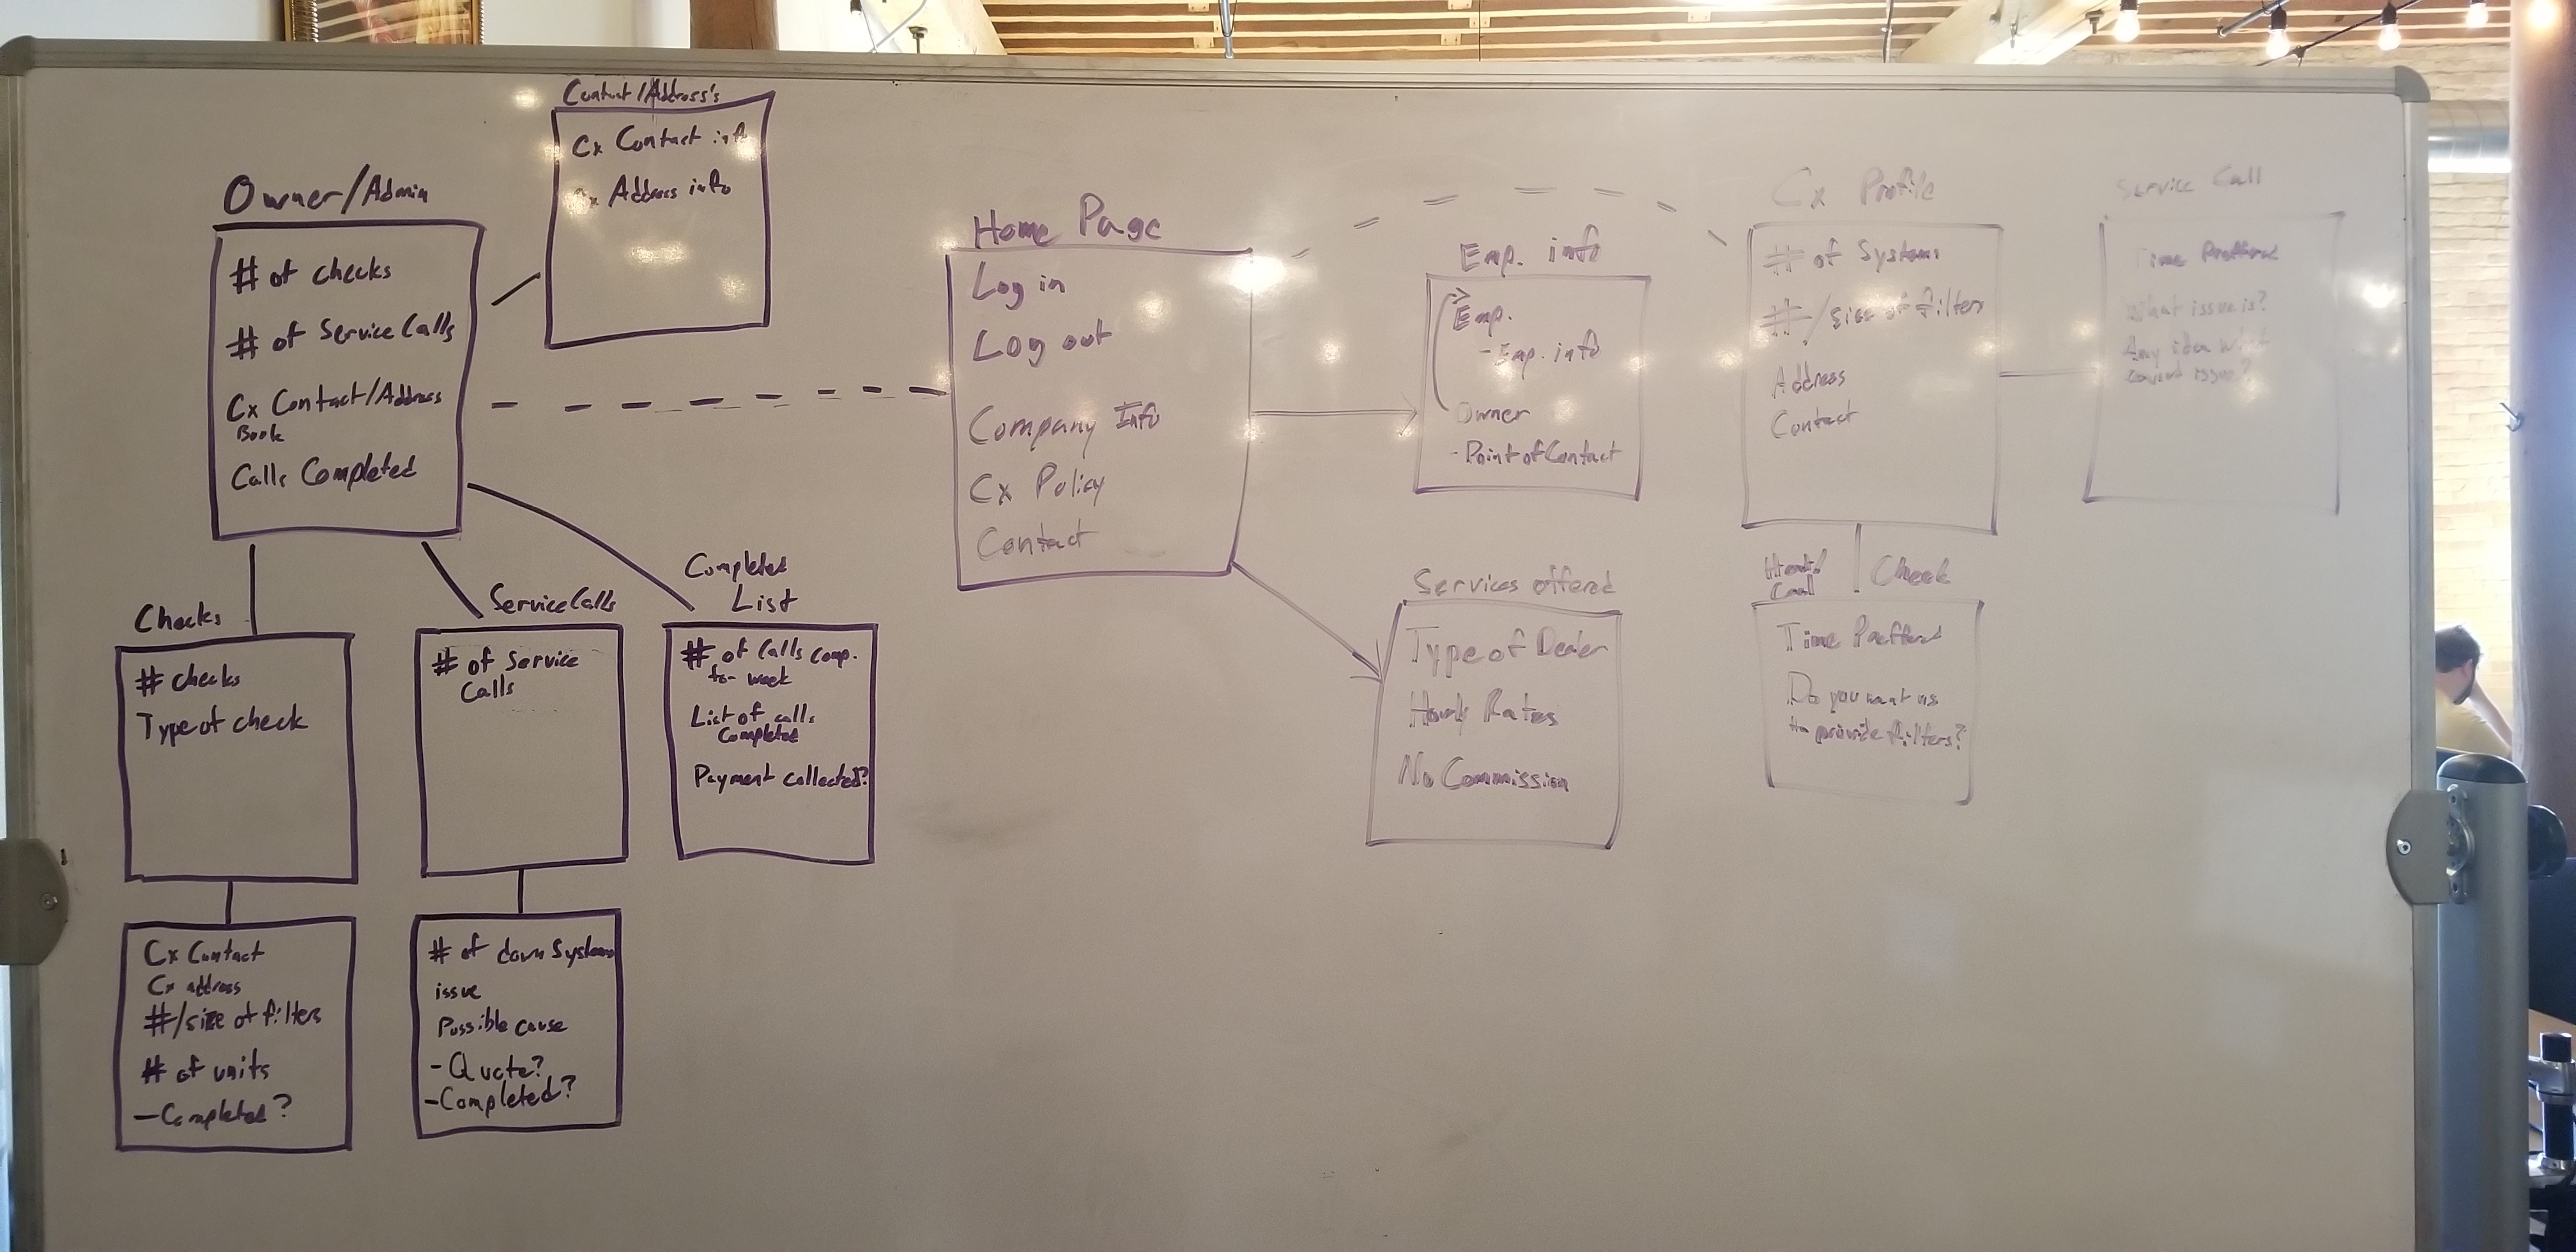 Contact/Address's
Cx Contact info
Address info
Owner/Admin
# of checks
# of Service Calls
Cx Contact/Address
Book
Calls Completed
Checks
# checks
Type of check
Cx Contact
Cx address
#/size of filters
# of units
- Completed?
Service Calls
# of Service
Calls
# of down Systems
issue
Possible cause
- Quote?
- Completed?
Completed
List
# of Calls comp.
week
List of calls
Completed
Payment collected?
Home Page
Log in
Log out
Company Info
Cx Policy
Contact
Emp. info
Emp.
- Emp. info
Owner
- Point of Contact
Services offered
Type of Dealer
Hourly Rates
No Commission
Cx Profile
# of Systems
#/size of filters
Address
Contact
Check
Time Preffered
Do you want us
to provide filters?
Service Call
Time Preffered
What issue is?
Any idea what
issue?